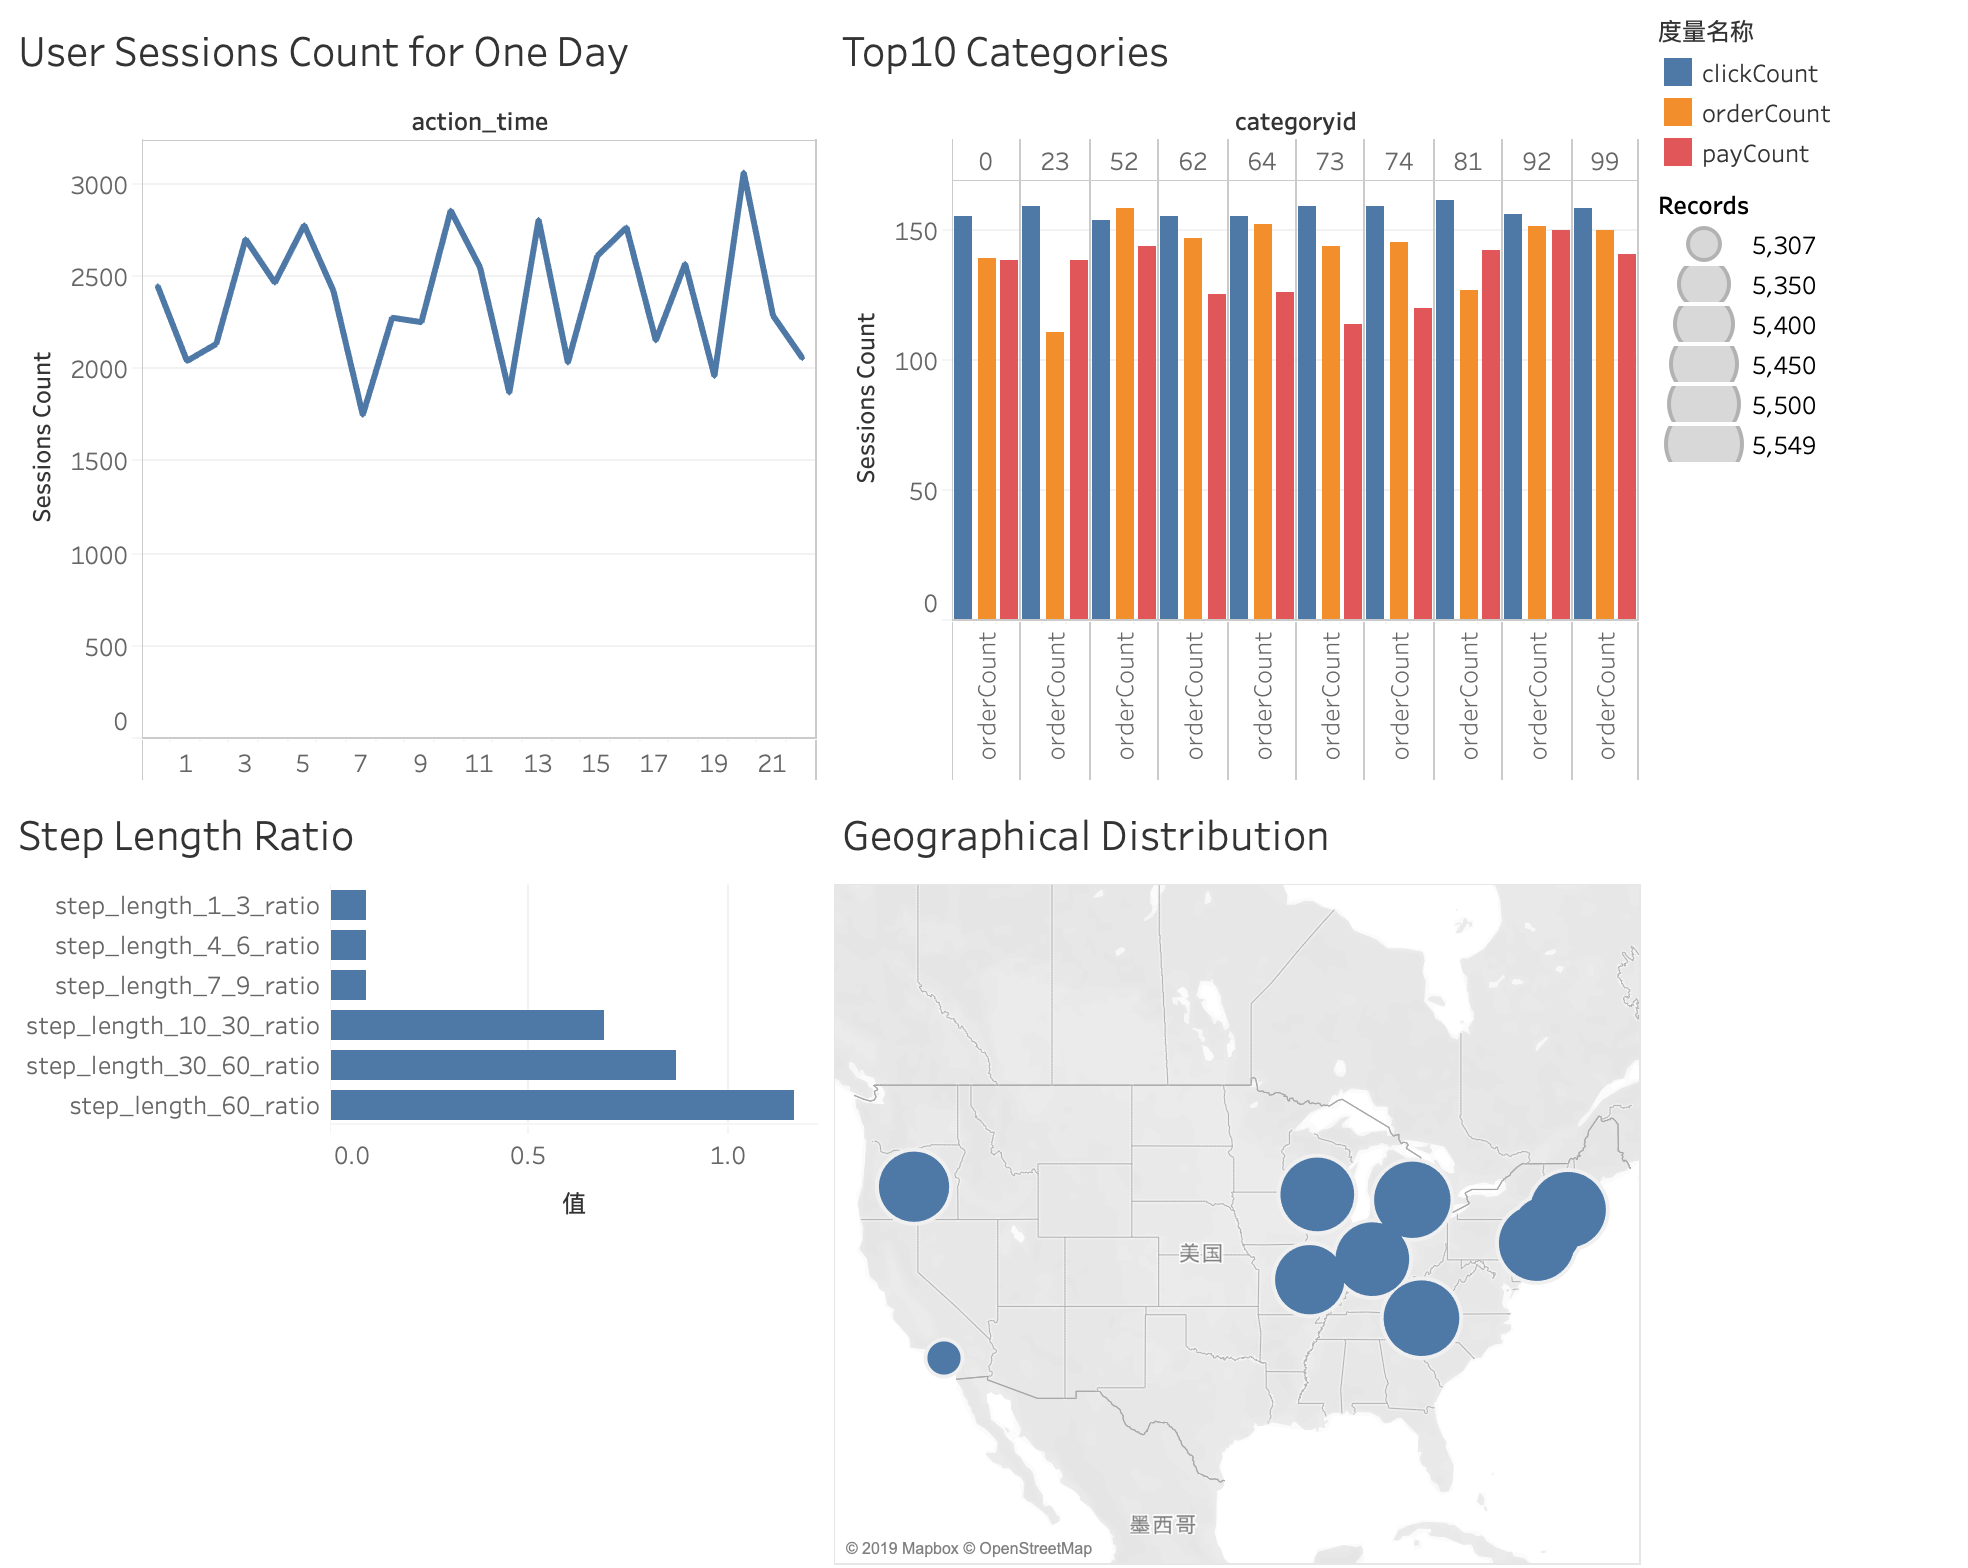 User Sessions Count for One Day
action_time
Sessions Count
3000
2500
2000
1500
1000
500
0
1 3 5 7 9 11 13 15 17 19 21
Top10 Categories
categoryid
0 23 52 62 64 73 74 81 92 99
Sessions Count
150
100
50
0
orderCount orderCount orderCount orderCount orderCount orderCount orderCount orderCount orderCount orderCount
度量名称
clickCount
orderCount
payCount
Records
5,307
5,350
5,400
5,450
5,500
5,549
Step Length Ratio
step_length_1_3_ratio
step_length_4_6_ratio
step_length_7_9_ratio
step_length_10_30_ratio
step_length_30_60_ratio
step_length_60_ratio
0.0 0.5 1.0
值
Geographical Distribution
美国
墨西哥
© 2019 Mapbox © OpenStreetMap